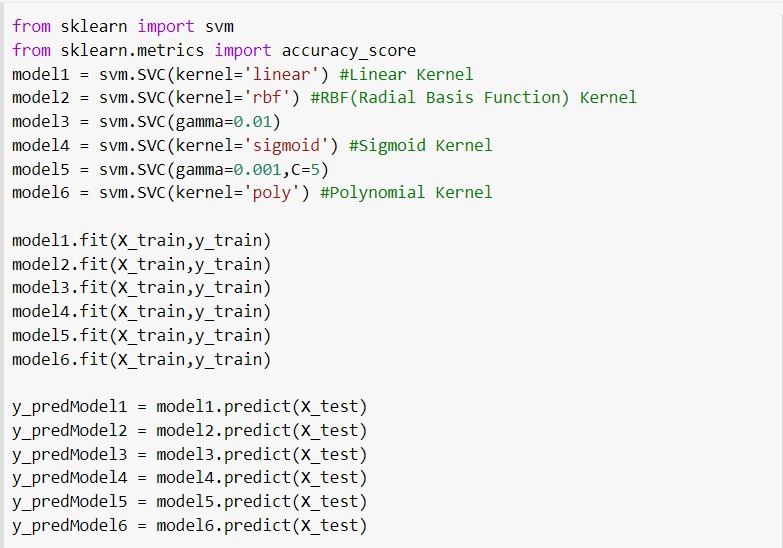 from sklearn import svm
from sklearn.metrics import accuracy_score
model1 = svm.SVC(kernel='linear') #Linear Kernel
model2 = svm.SVC(kernel='rbf') #RBF(Radial Basis Function) Kernel
model3 = svm.SVC(gamma=0.01)
model4 = svm.SVC(kernel='sigmoid') #Sigmoid Kernel
model5 = svm.SVC(gamma=0.001,C=5)
model6 = svm.SVC(kernel='poly') #Polynomial Kernel
model1.fit(X_train,y_train)
model2.fit(X_train,y_train)
model3.fit(X_train,y_train)
model4.fit(X_train,y_train)
model5.fit(X_train,y_train)
model6.fit(X_train,y_train)
y_predModel1 = model1.predict(X_test)
y_predModel2 = model2.predict(X_test)
y_predModel3 = model3.predict(X_test)
y_predModel4 = model4.predict(X_test)
y_predModel5 = model5.predict(X_test)
y_predModel6 = model6.predict(X_test)